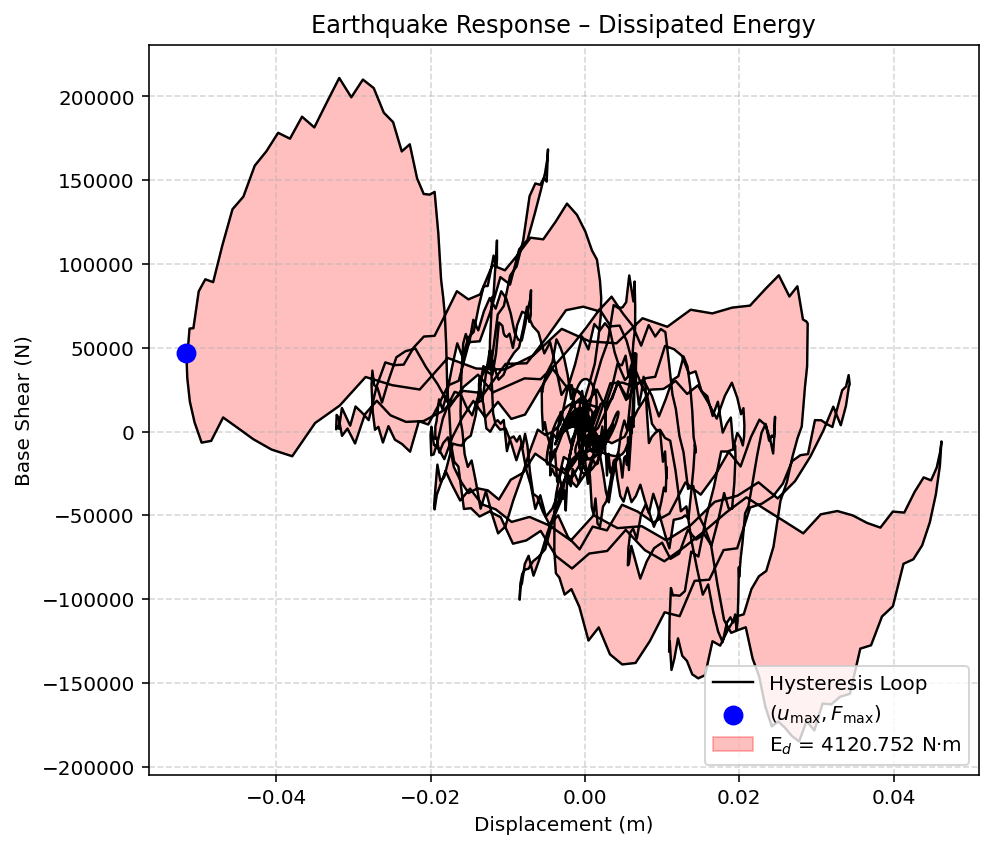 Earthquake Response – Dissipated Energy
Base Shear (N)
200000
150000
100000
50000
0
−50000
−100000
−150000
−200000
Hysteresis Loop
(u_max, F_max)
E_d = 4120.752 N·m
−0.04
−0.02
0.00
0.02
0.04
Displacement (m)